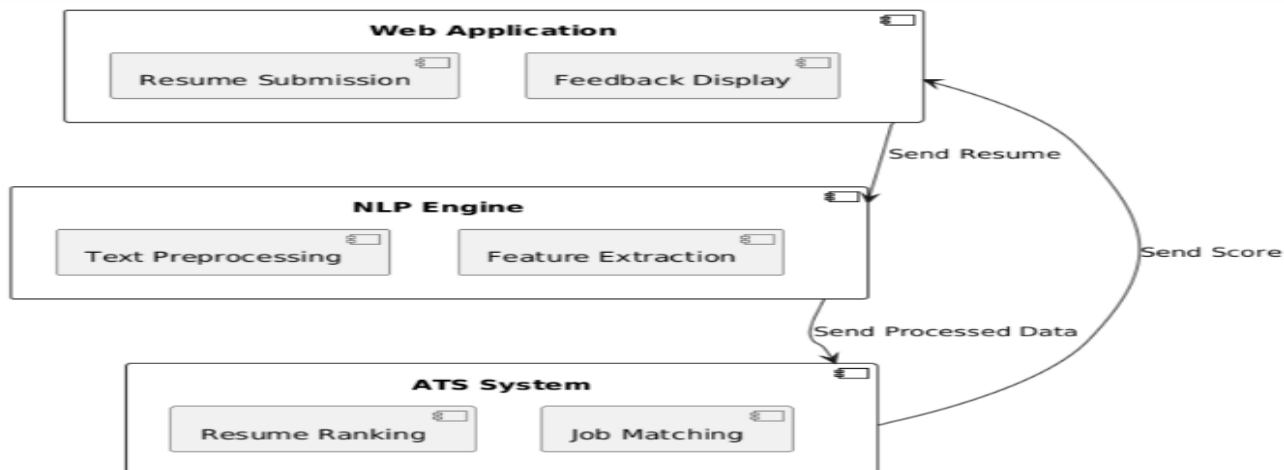 Web Application
Resume Submission
Feedback Display
Send Resume
NLP Engine
Text Preprocessing
Feature Extraction
Send Score
Send Processed Data
ATS System
Resume Ranking
Job Matching